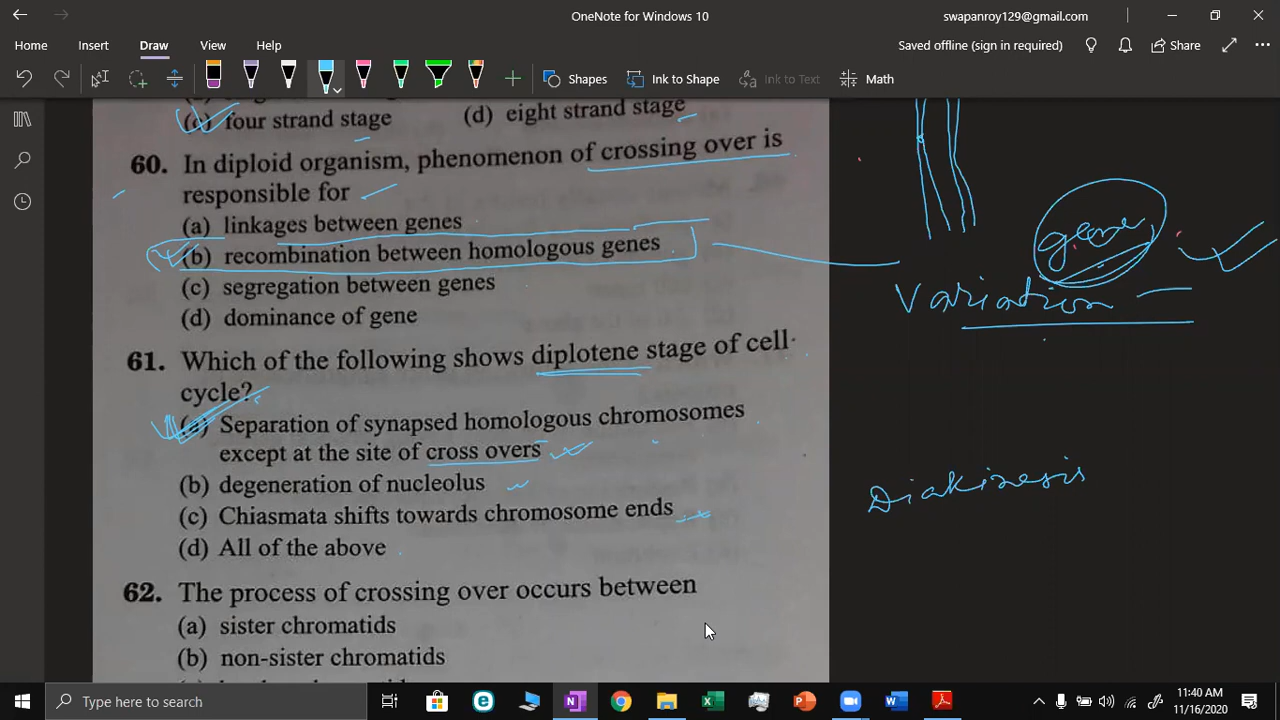 OneNote for Windows 10
swapanroy129@gmail.com
Home Insert Draw View Help
Saved offline (sign in required)
Share
Shapes
Ink to Shape
Ink to Text
Math
four strand stage (d) eight strand stage
60. In diploid organism, phenomenon of crossing over is
responsible for
(a) linkages between genes
(b) recombination between homologous genes
(c) segregation between genes
(d) dominance of gene
gene
Variation
61. Which of the following shows diplotene stage of cell
cycle?
(a) Separation of synapsed homologous chromosomes
except at the site of cross overs
(b) degeneration of nucleolus
(c) Chiasmata shifts towards chromosome ends
(d) All of the above
Diakinesis
62. The process of crossing over occurs between
(a) sister chromatids
(b) non-sister chromatids
Type here to search
11:40 AM
11/16/2020